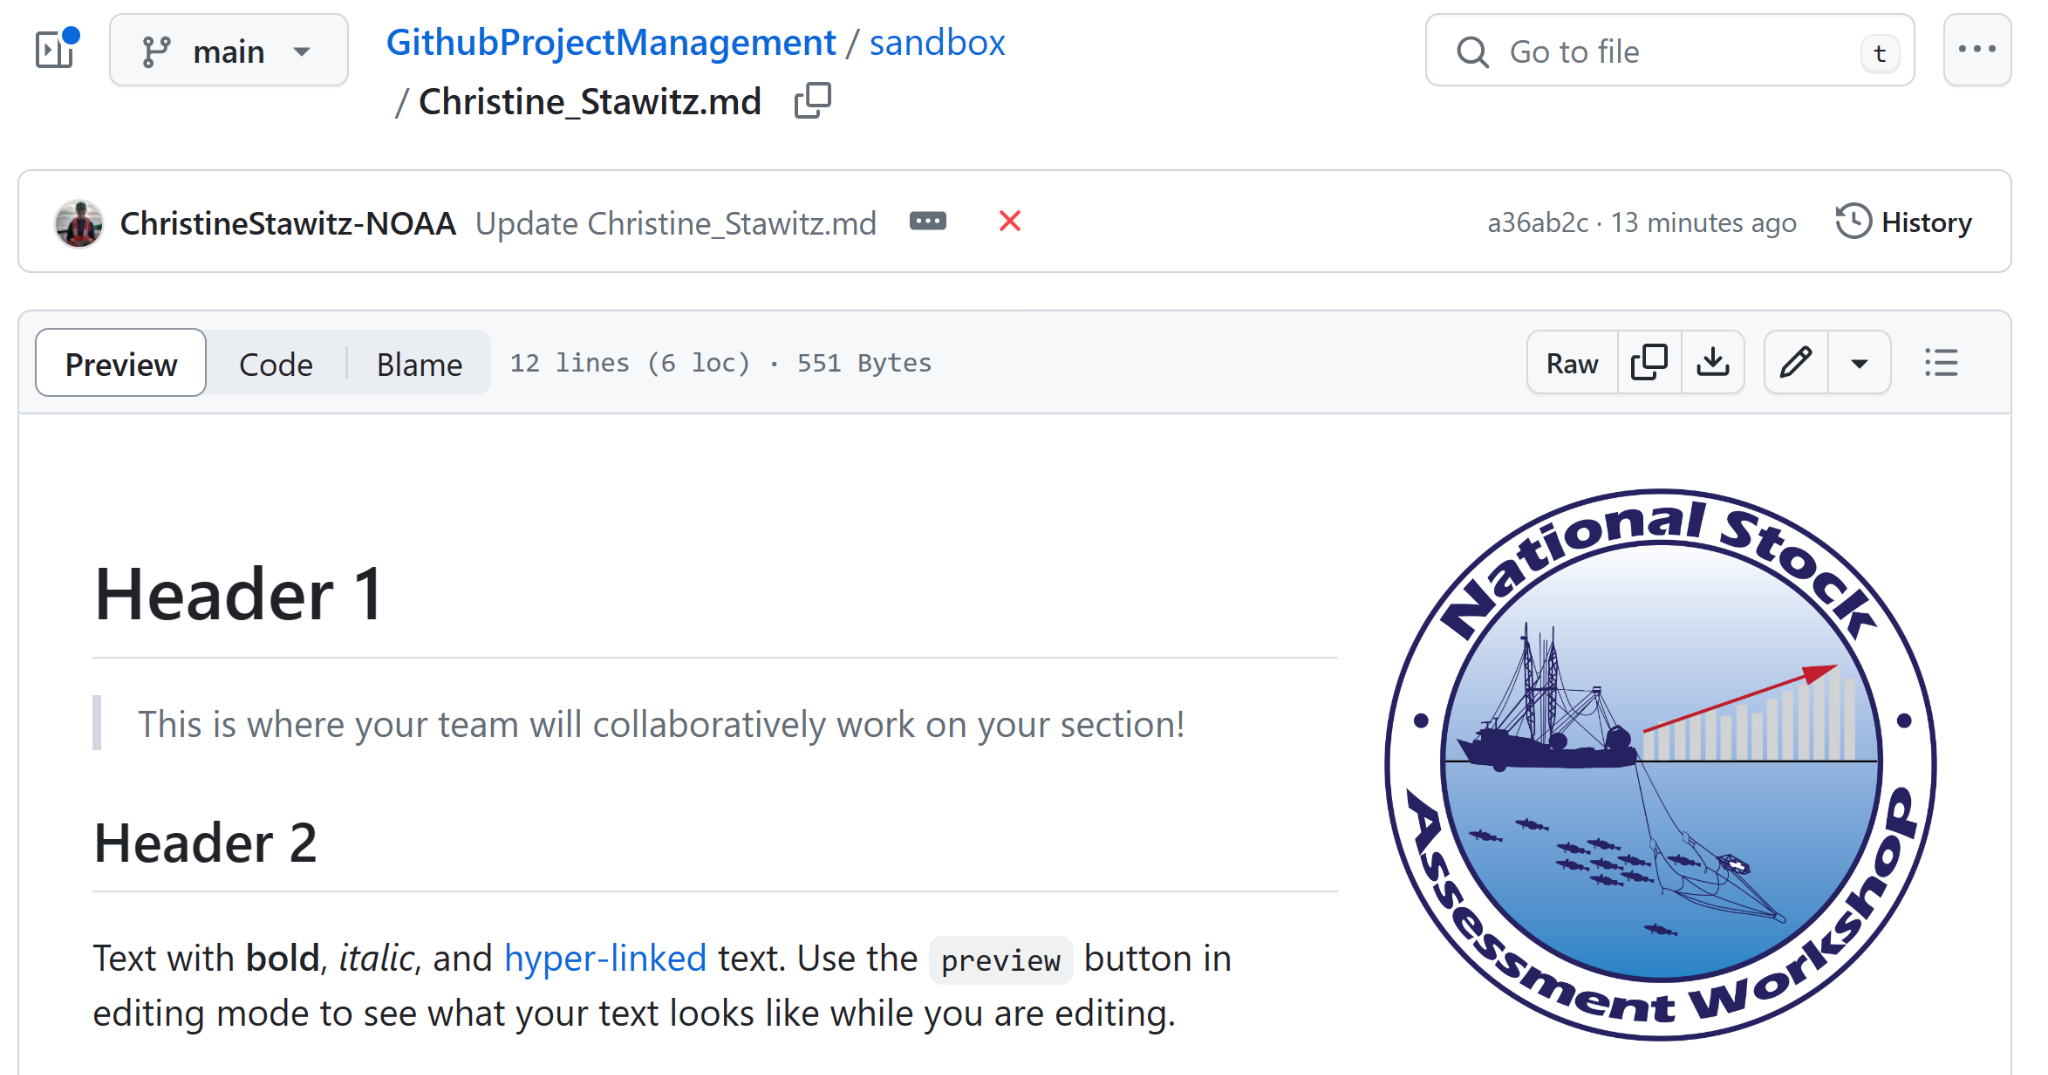 main
GithubProjectManagement / sandbox
/ Christine_Stawitz.md
Go to file
t
ChristineStawitz-NOAA Update Christine_Stawitz.md
a36ab2c · 13 minutes ago
History
Preview
Code
Blame
12 lines (6 loc) · 551 Bytes
Raw
Header 1
This is where your team will collaboratively work on your section!
Header 2
Text with bold, italic, and hyper-linked text. Use the preview button in
editing mode to see what your text looks like while you are editing.
National Stock
Assessment Workshop